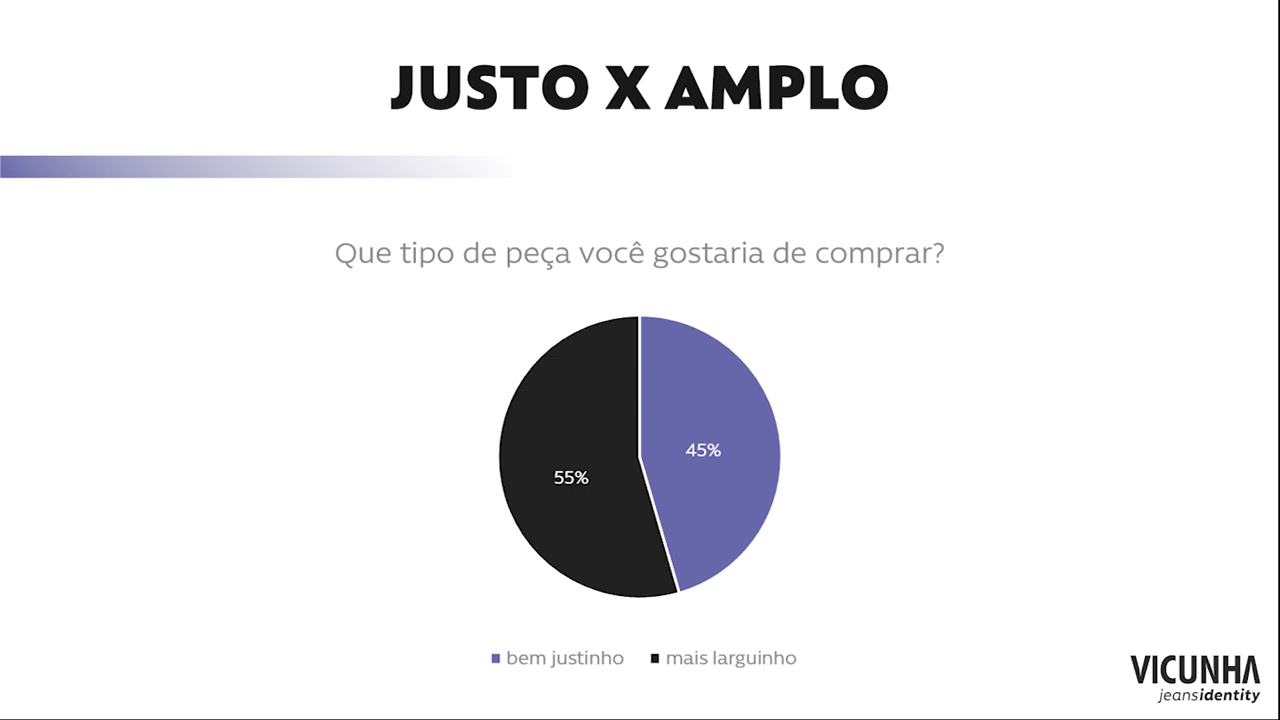 JUSTO X AMPLO
Que tipo de peça você gostaria de comprar?
45%
55%
bem justinho mais larguinho
VICUNHA
jeansidentity